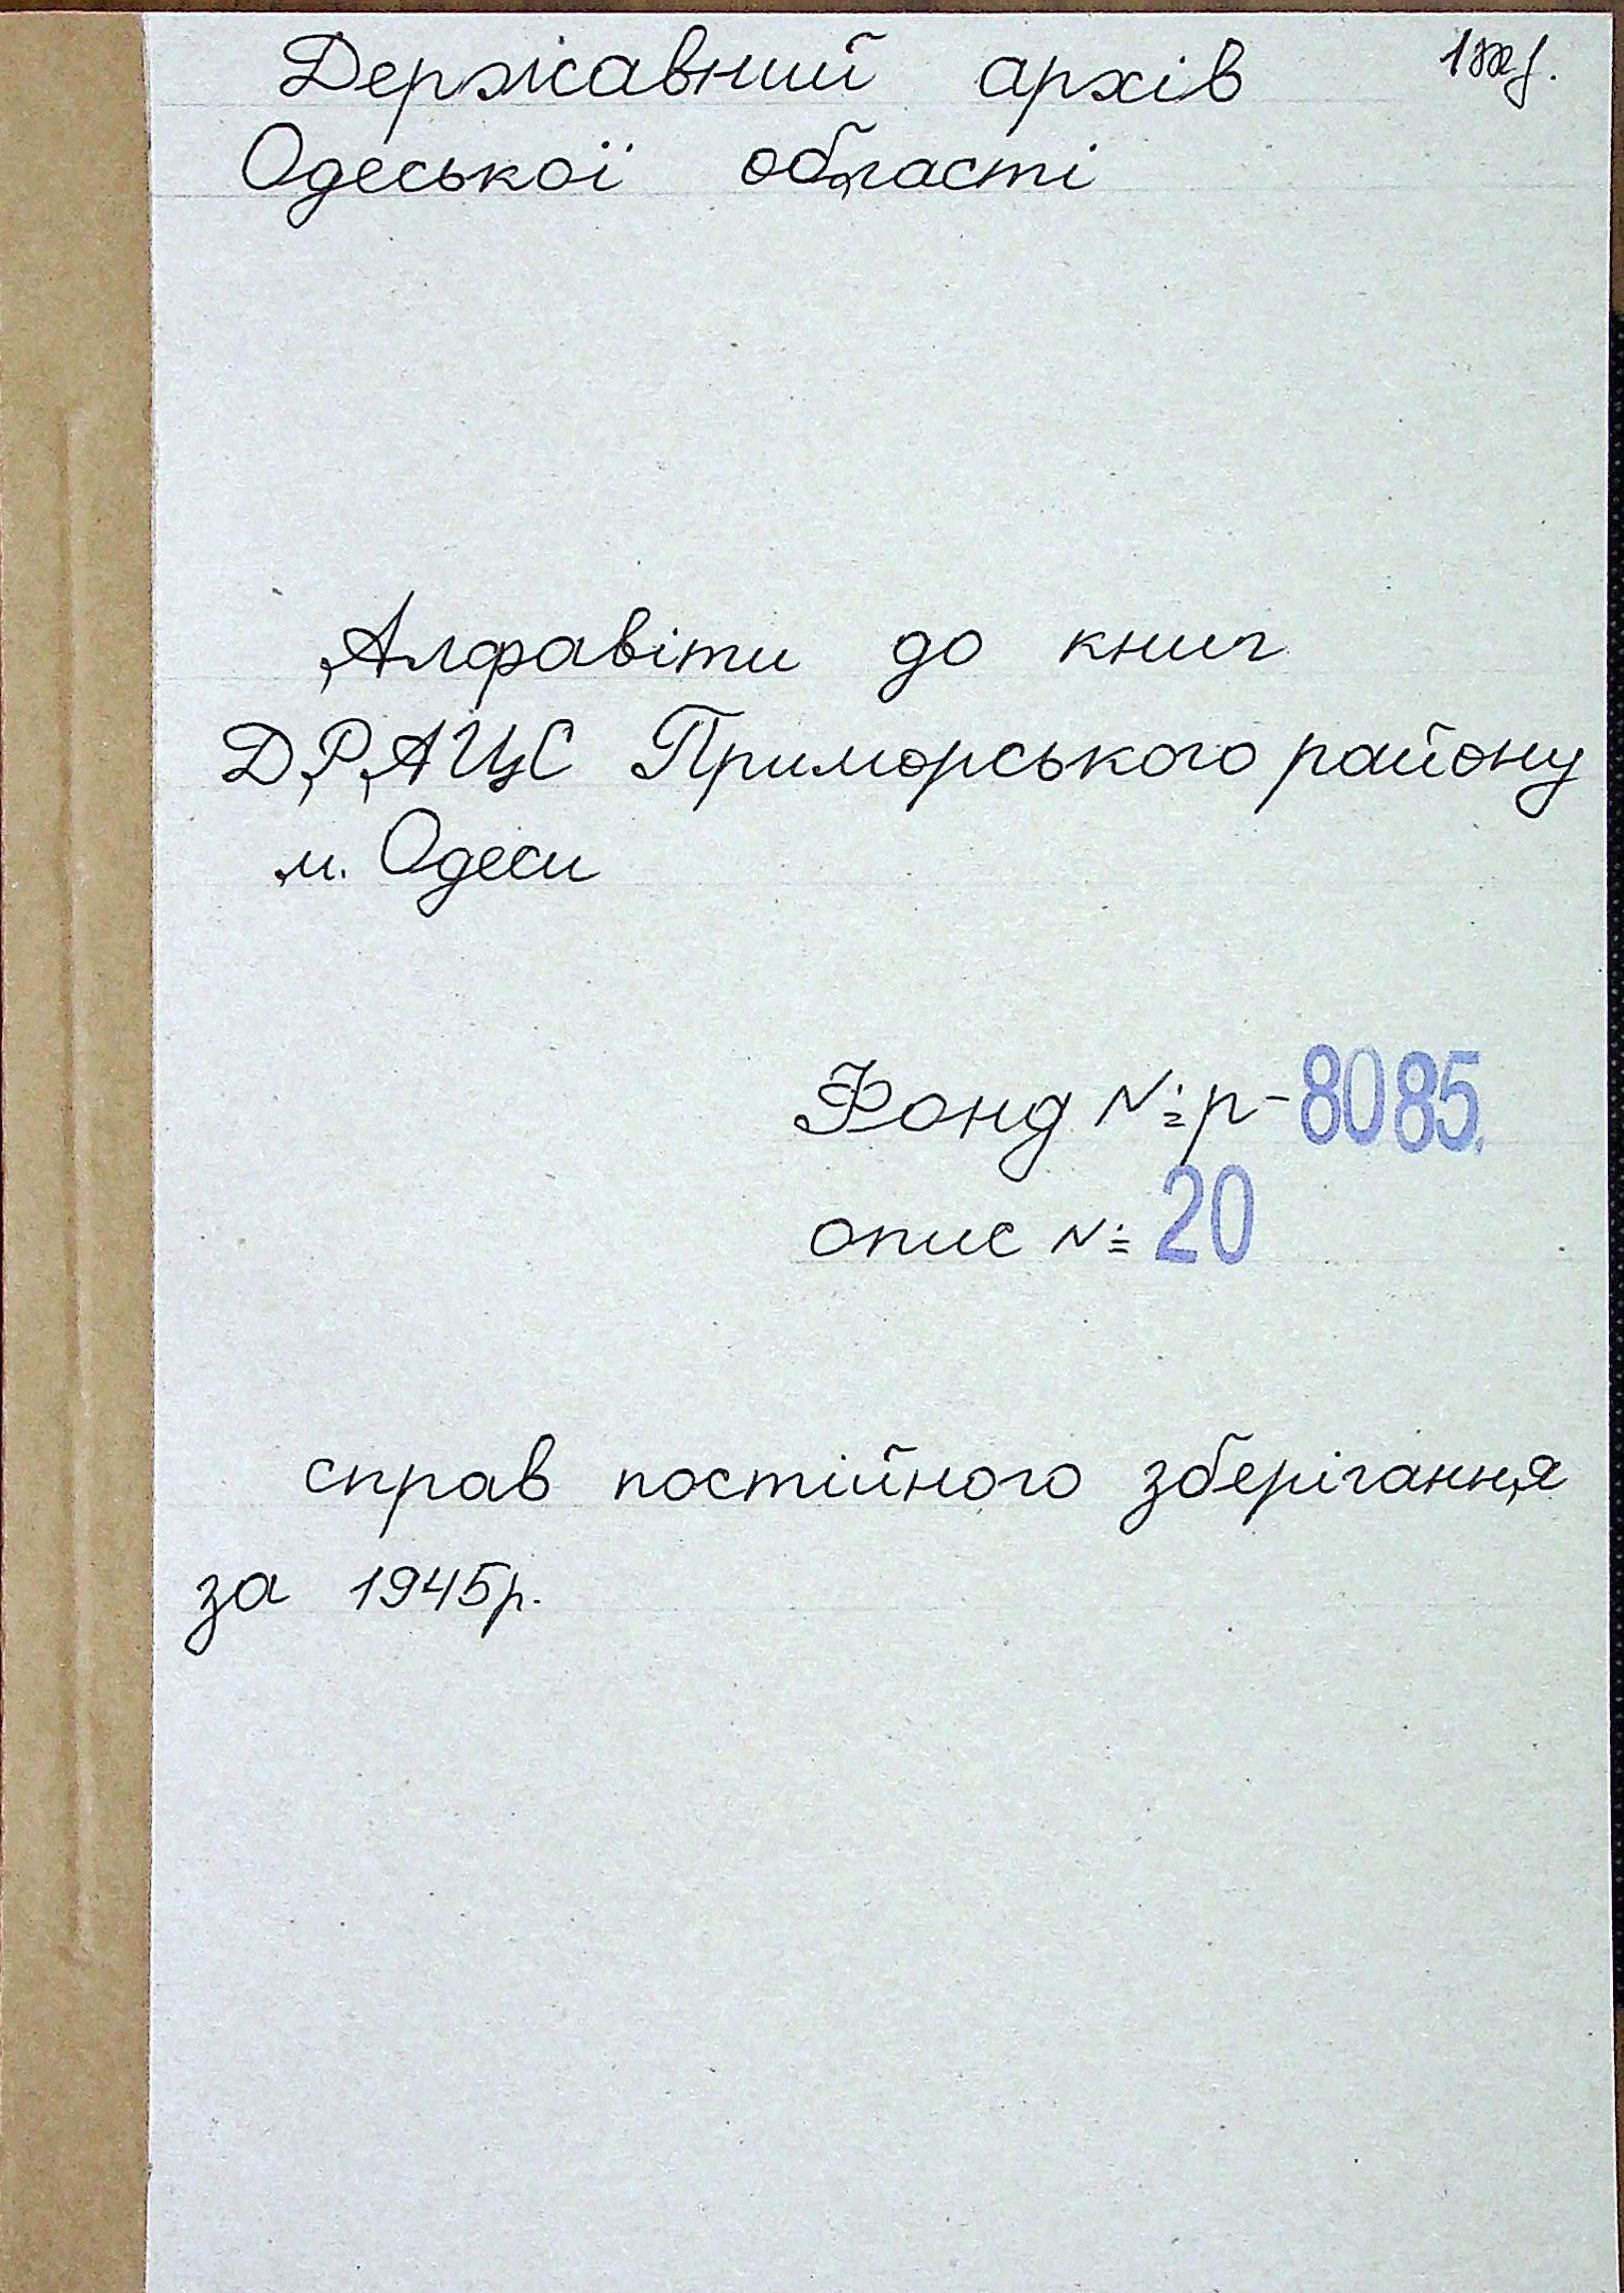 Державний архів
Одеської області
Алфавіти до книг
ДРАЦС Приморського району
м. Одеси
Фонд № р-8085
опис № 20
справ постійного зберігання
за 1945р.